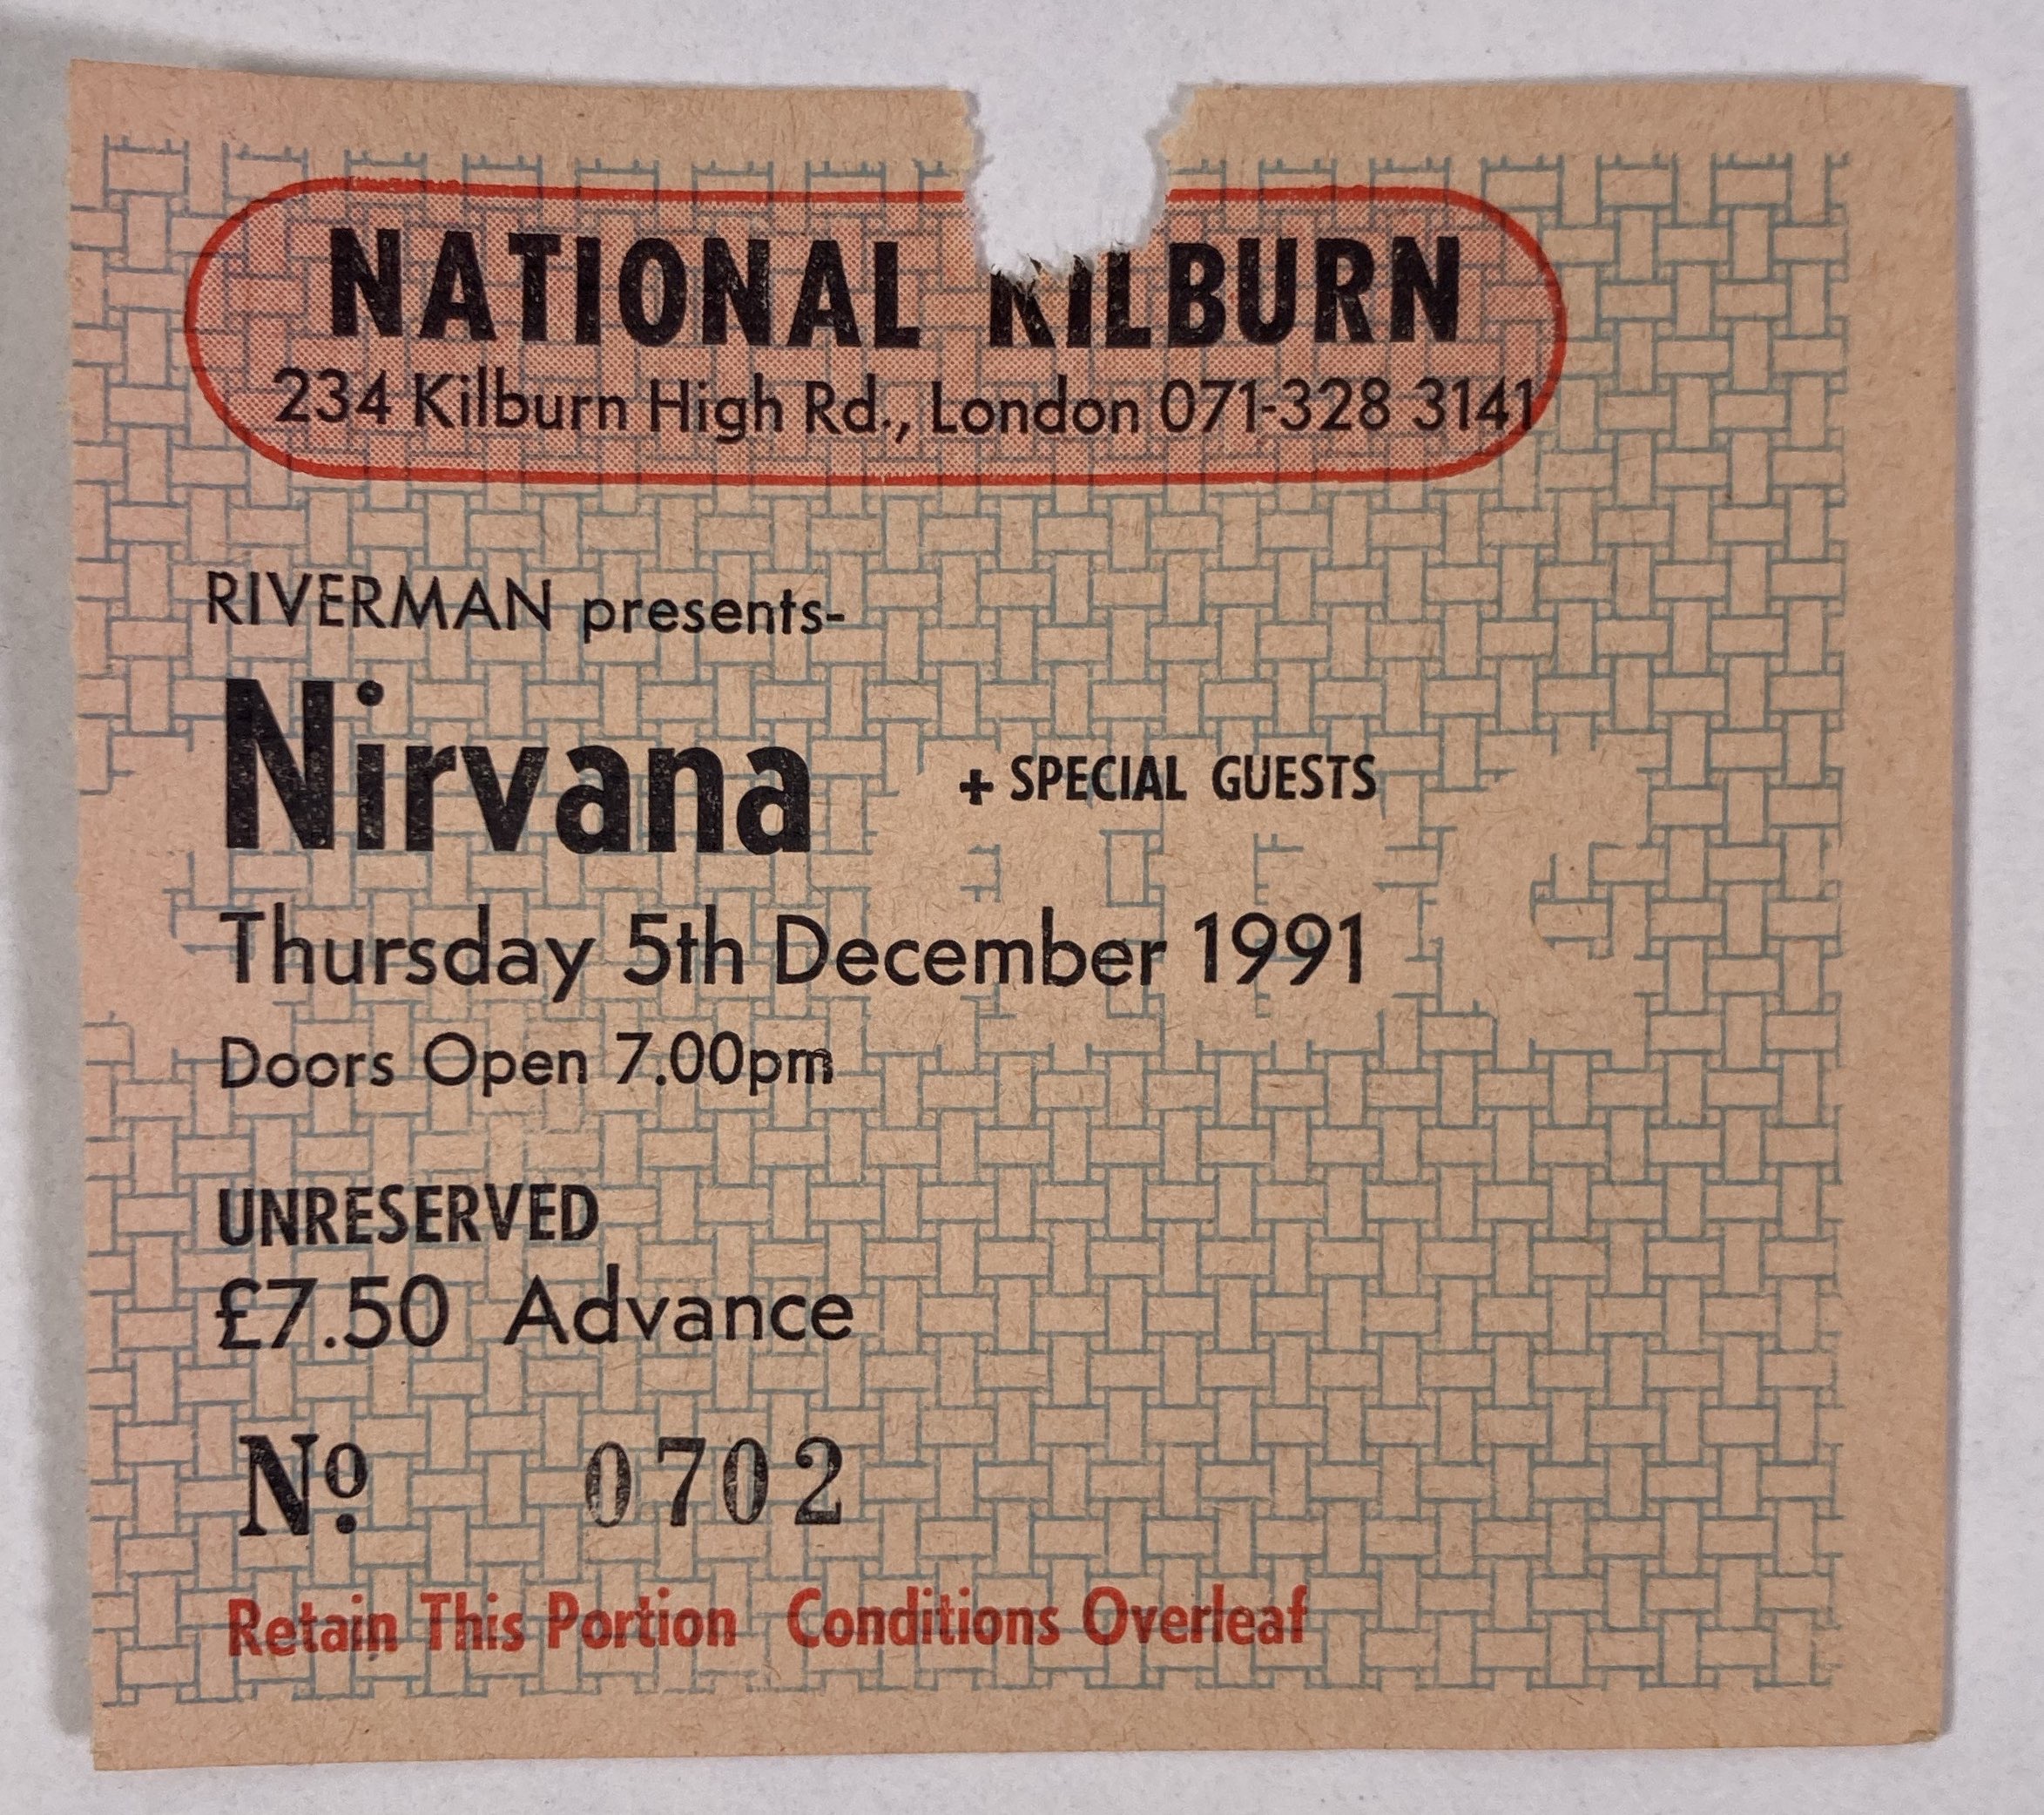 NATIONAL KILBURN
234 Kilburn High Rd., London 071-328 3141
RIVERMAN presents-
Nirvana + SPECIAL GUESTS
Thursday 5th December 1991
Doors Open 7.00pm
UNRESERVED
£7.50 Advance
Nº 0702
Retain This Portion Conditions Overleaf